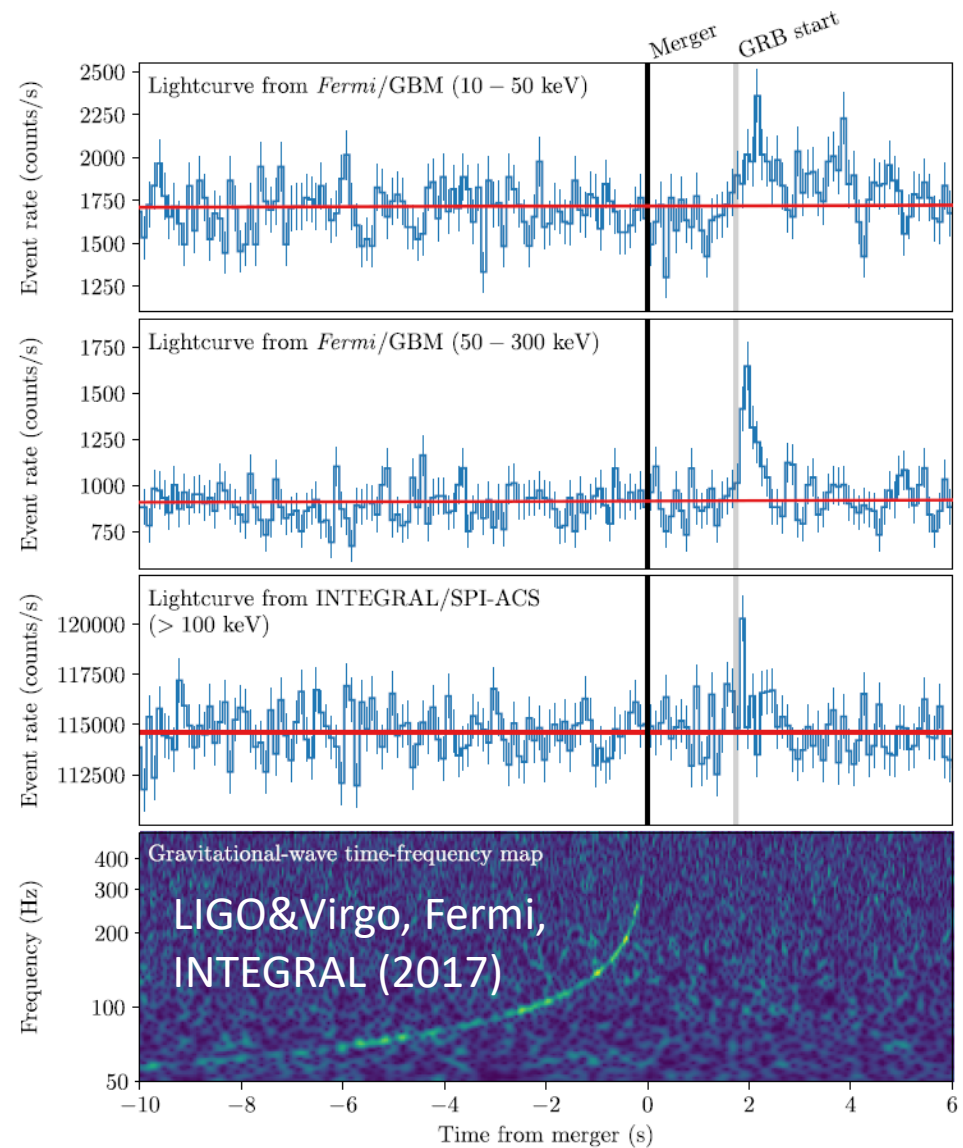 Merger
GRB start
Event rate (counts/s)
2500
2250
2000
1750
1500
1250
Lightcurve from Fermi/GBM (10 − 50 keV)
Event rate (counts/s)
1750
1500
1250
1000
750
Lightcurve from Fermi/GBM (50 − 300 keV)
Event rate (counts/s)
120000
117500
115000
112500
Lightcurve from INTEGRAL/SPI-ACS
(> 100 keV)
Frequency (Hz)
400
300
200
100
50
Gravitational-wave time-frequency map
LIGO&Virgo, Fermi,
INTEGRAL (2017)
−10 −8 −6 −4 −2 0 2 4 6
Time from merger (s)